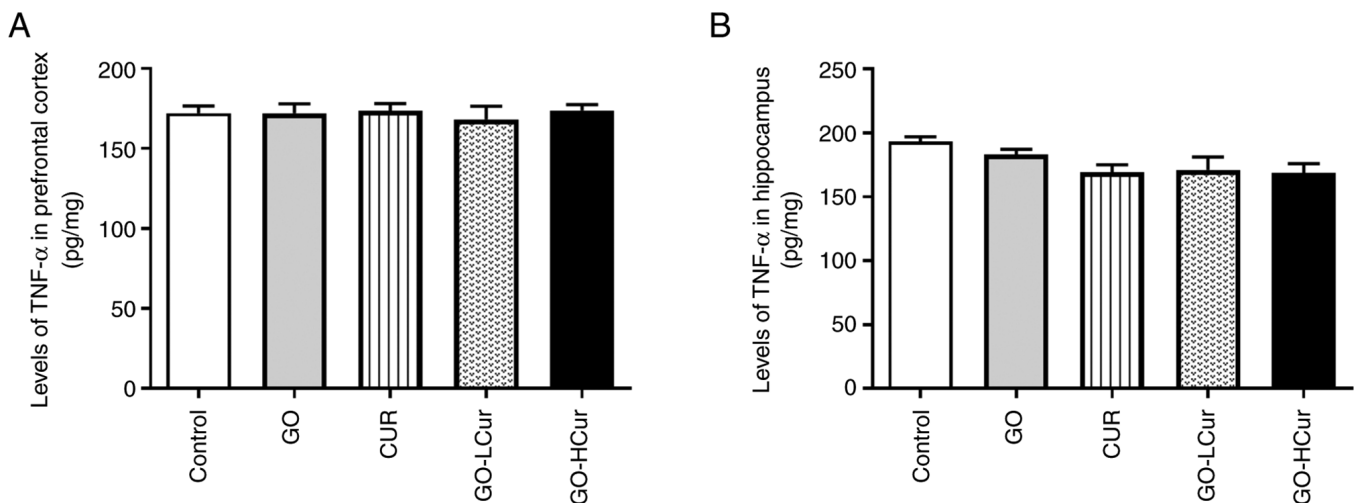 A
Levels of TNF-α in prefrontal cortex
(pg/mg)
200
150
100
50
0
Control
GO
CUR
GO-LCur
GO-HCur
B
Levels of TNF-α in hippocampus
(pg/mg)
250
200
150
100
50
0
Control
GO
CUR
GO-LCur
GO-HCur